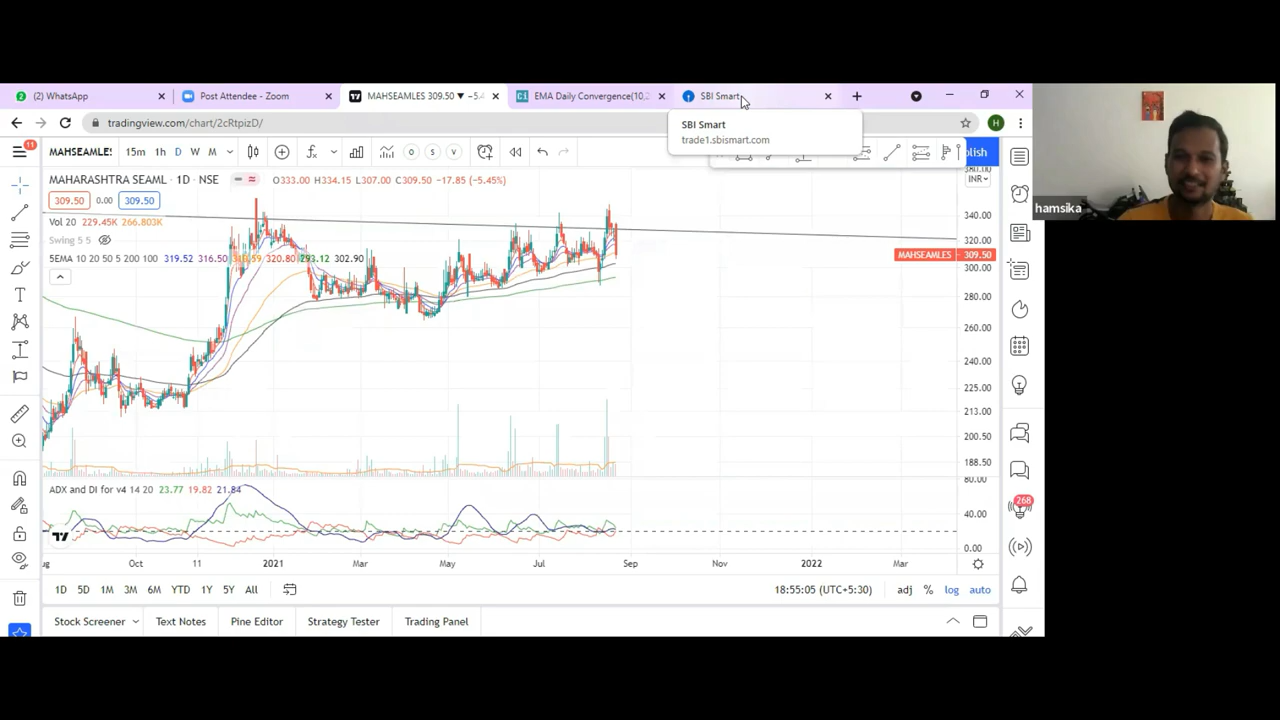 (2) WhatsApp
Post Attendee - Zoom
MAHSEAMLES 309.50 ▼ −5.4
EMA Daily Convergence(10,2
SBI Smart
tradingview.com/chart/2cRtpizD/
SBI Smart
trade1.sbismart.com
H
11
MAHSEAMLES
15m 1h D W M
lish
MAHARASHTRA SEAML · 1D · NSE
O333.00 H334.15 L307.00 C309.50 −17.85 (−5.45%)
INR
309.50 0.00 309.50
Vol 20 229.45K 266.803K
Swing 5 5
5EMA 10 20 50 5 200 100 319.52 316.50 320.80 293.12 302.90
340.00
320.00
MAHSEAMLES 309.50
300.00
280.00
260.00
240.00
225.00
213.00
200.50
188.50
ADX and DI for v4 14 20 23.77 19.82 21.84
80.00
40.00
0.00
ug Oct 11 2021 Mar May Jul Sep Nov 2022 Mar
1D 5D 1M 3M 6M YTD 1Y 5Y All
18:55:05 (UTC+5:30) adj % log auto
Stock Screener Text Notes Pine Editor Strategy Tester Trading Panel
268
hamsika